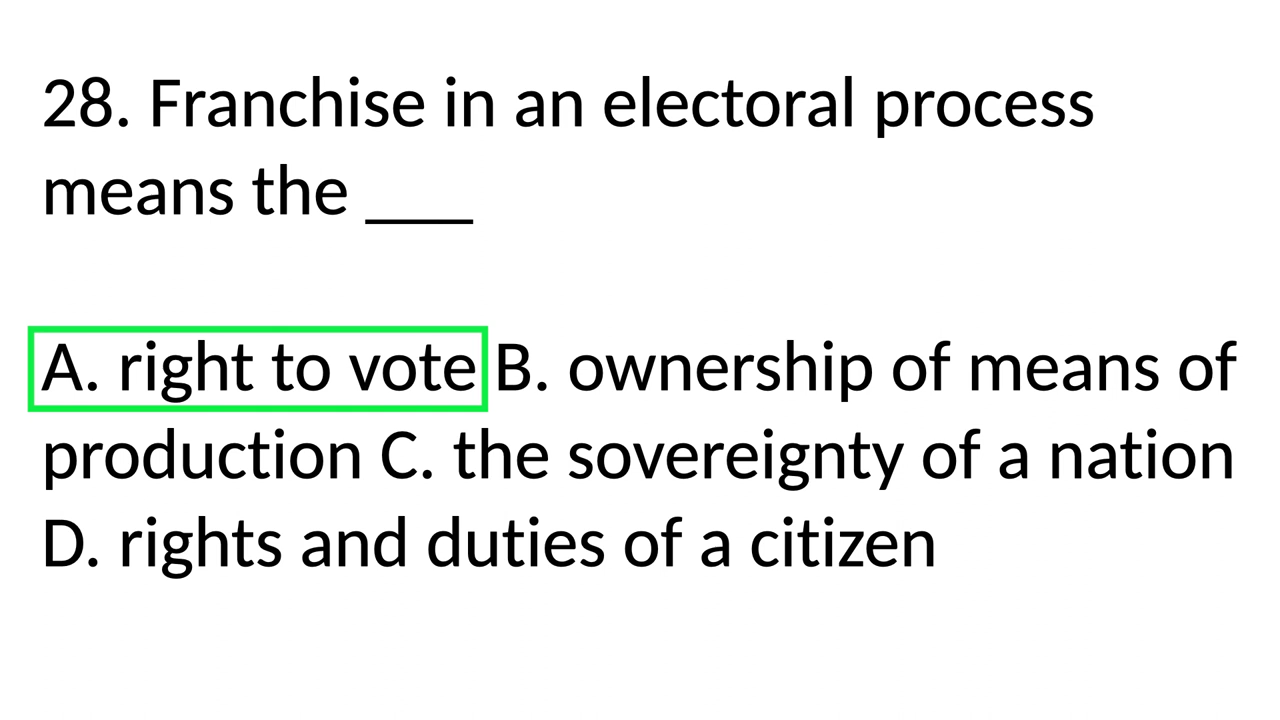 28. Franchise in an electoral process
means the ___
A. right to vote B. ownership of means of
production C. the sovereignty of a nation
D. rights and duties of a citizen